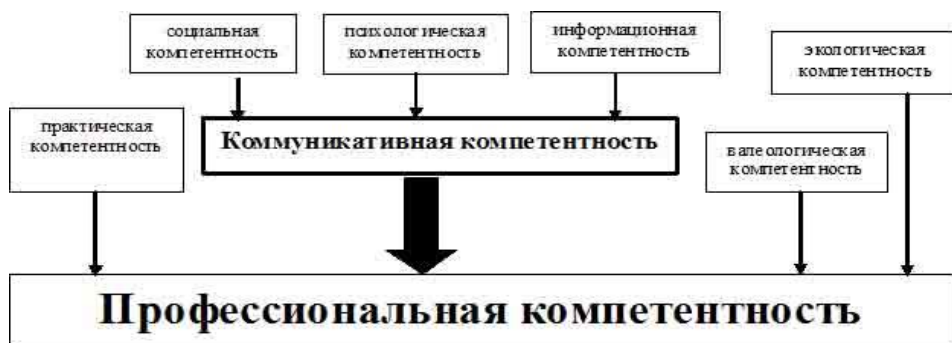 социальная
компетентность
психологическая
компетентность
информационная
компетентность
экологическая
компетентность
практическая
компетентность
Коммуникативная компетентность
валеологическая
компетентность
Профессиональная компетентность